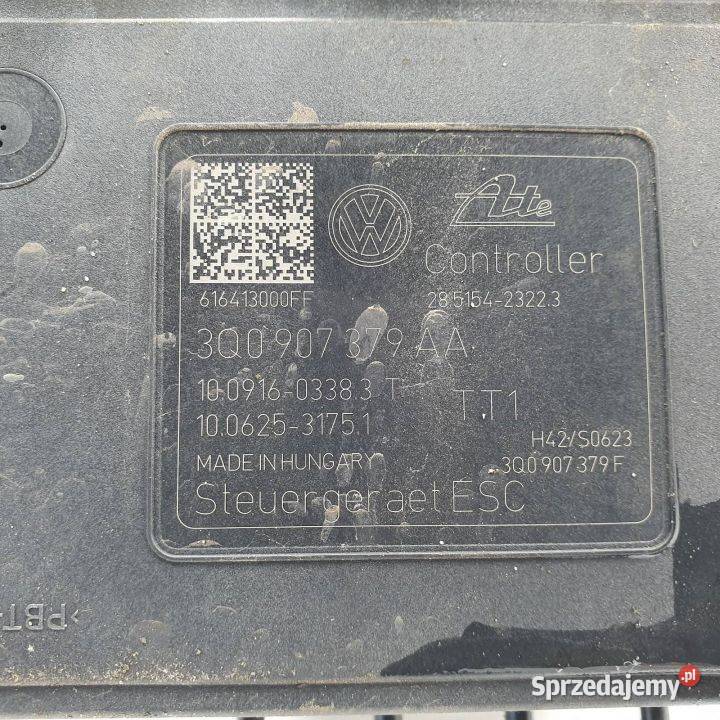 VW Ate
Controller
616413000FF 28.5154-2322.3
3Q0 907 379 AA
10.0916-0338.3 T TT1
10.0625-3175.1
H42/S0623
MADE IN HUNGARY 3Q0 907 379 F
Steuergeraet ESC
>PBT-
Sprzedajemy.pl